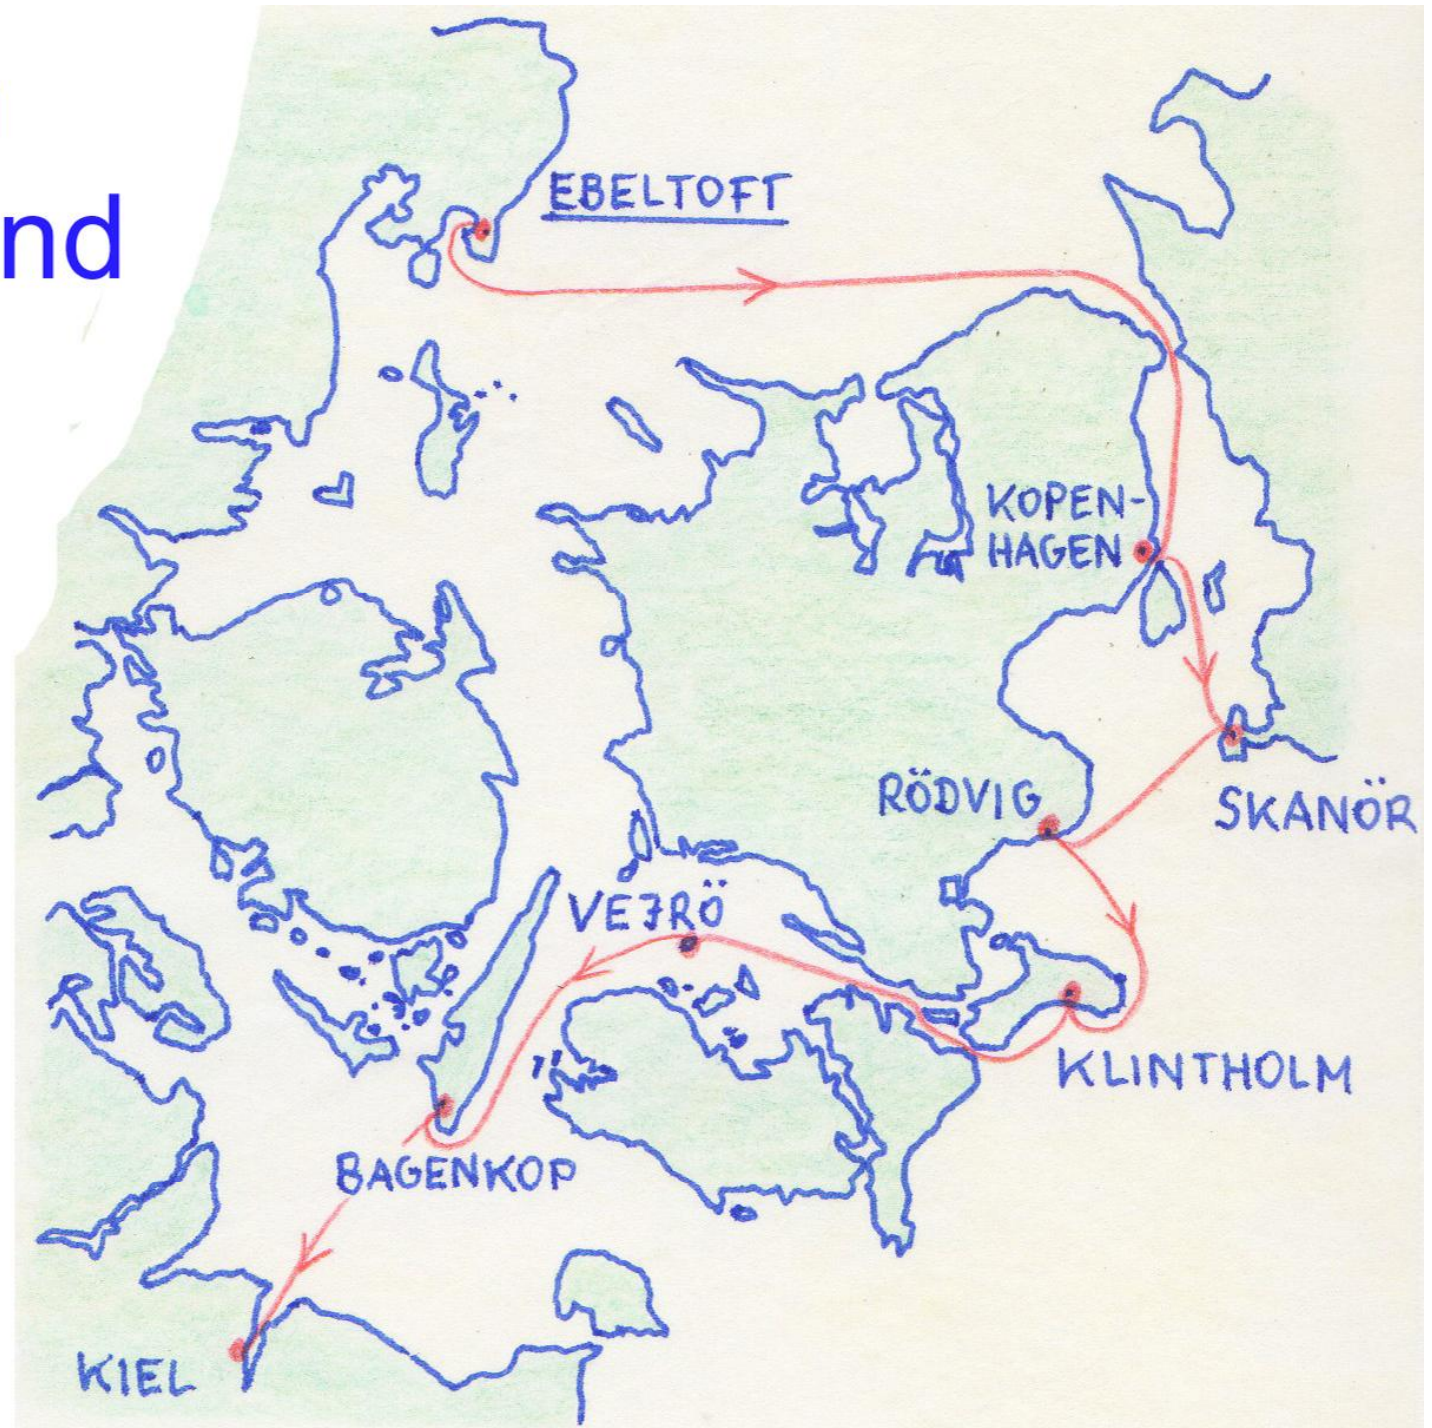 nd
EBELTOFT
KOPEN-
HAGEN
RÖDVIG
SKANÖR
VEJRÖ
KLINTHOLM
BAGENKOP
KIEL